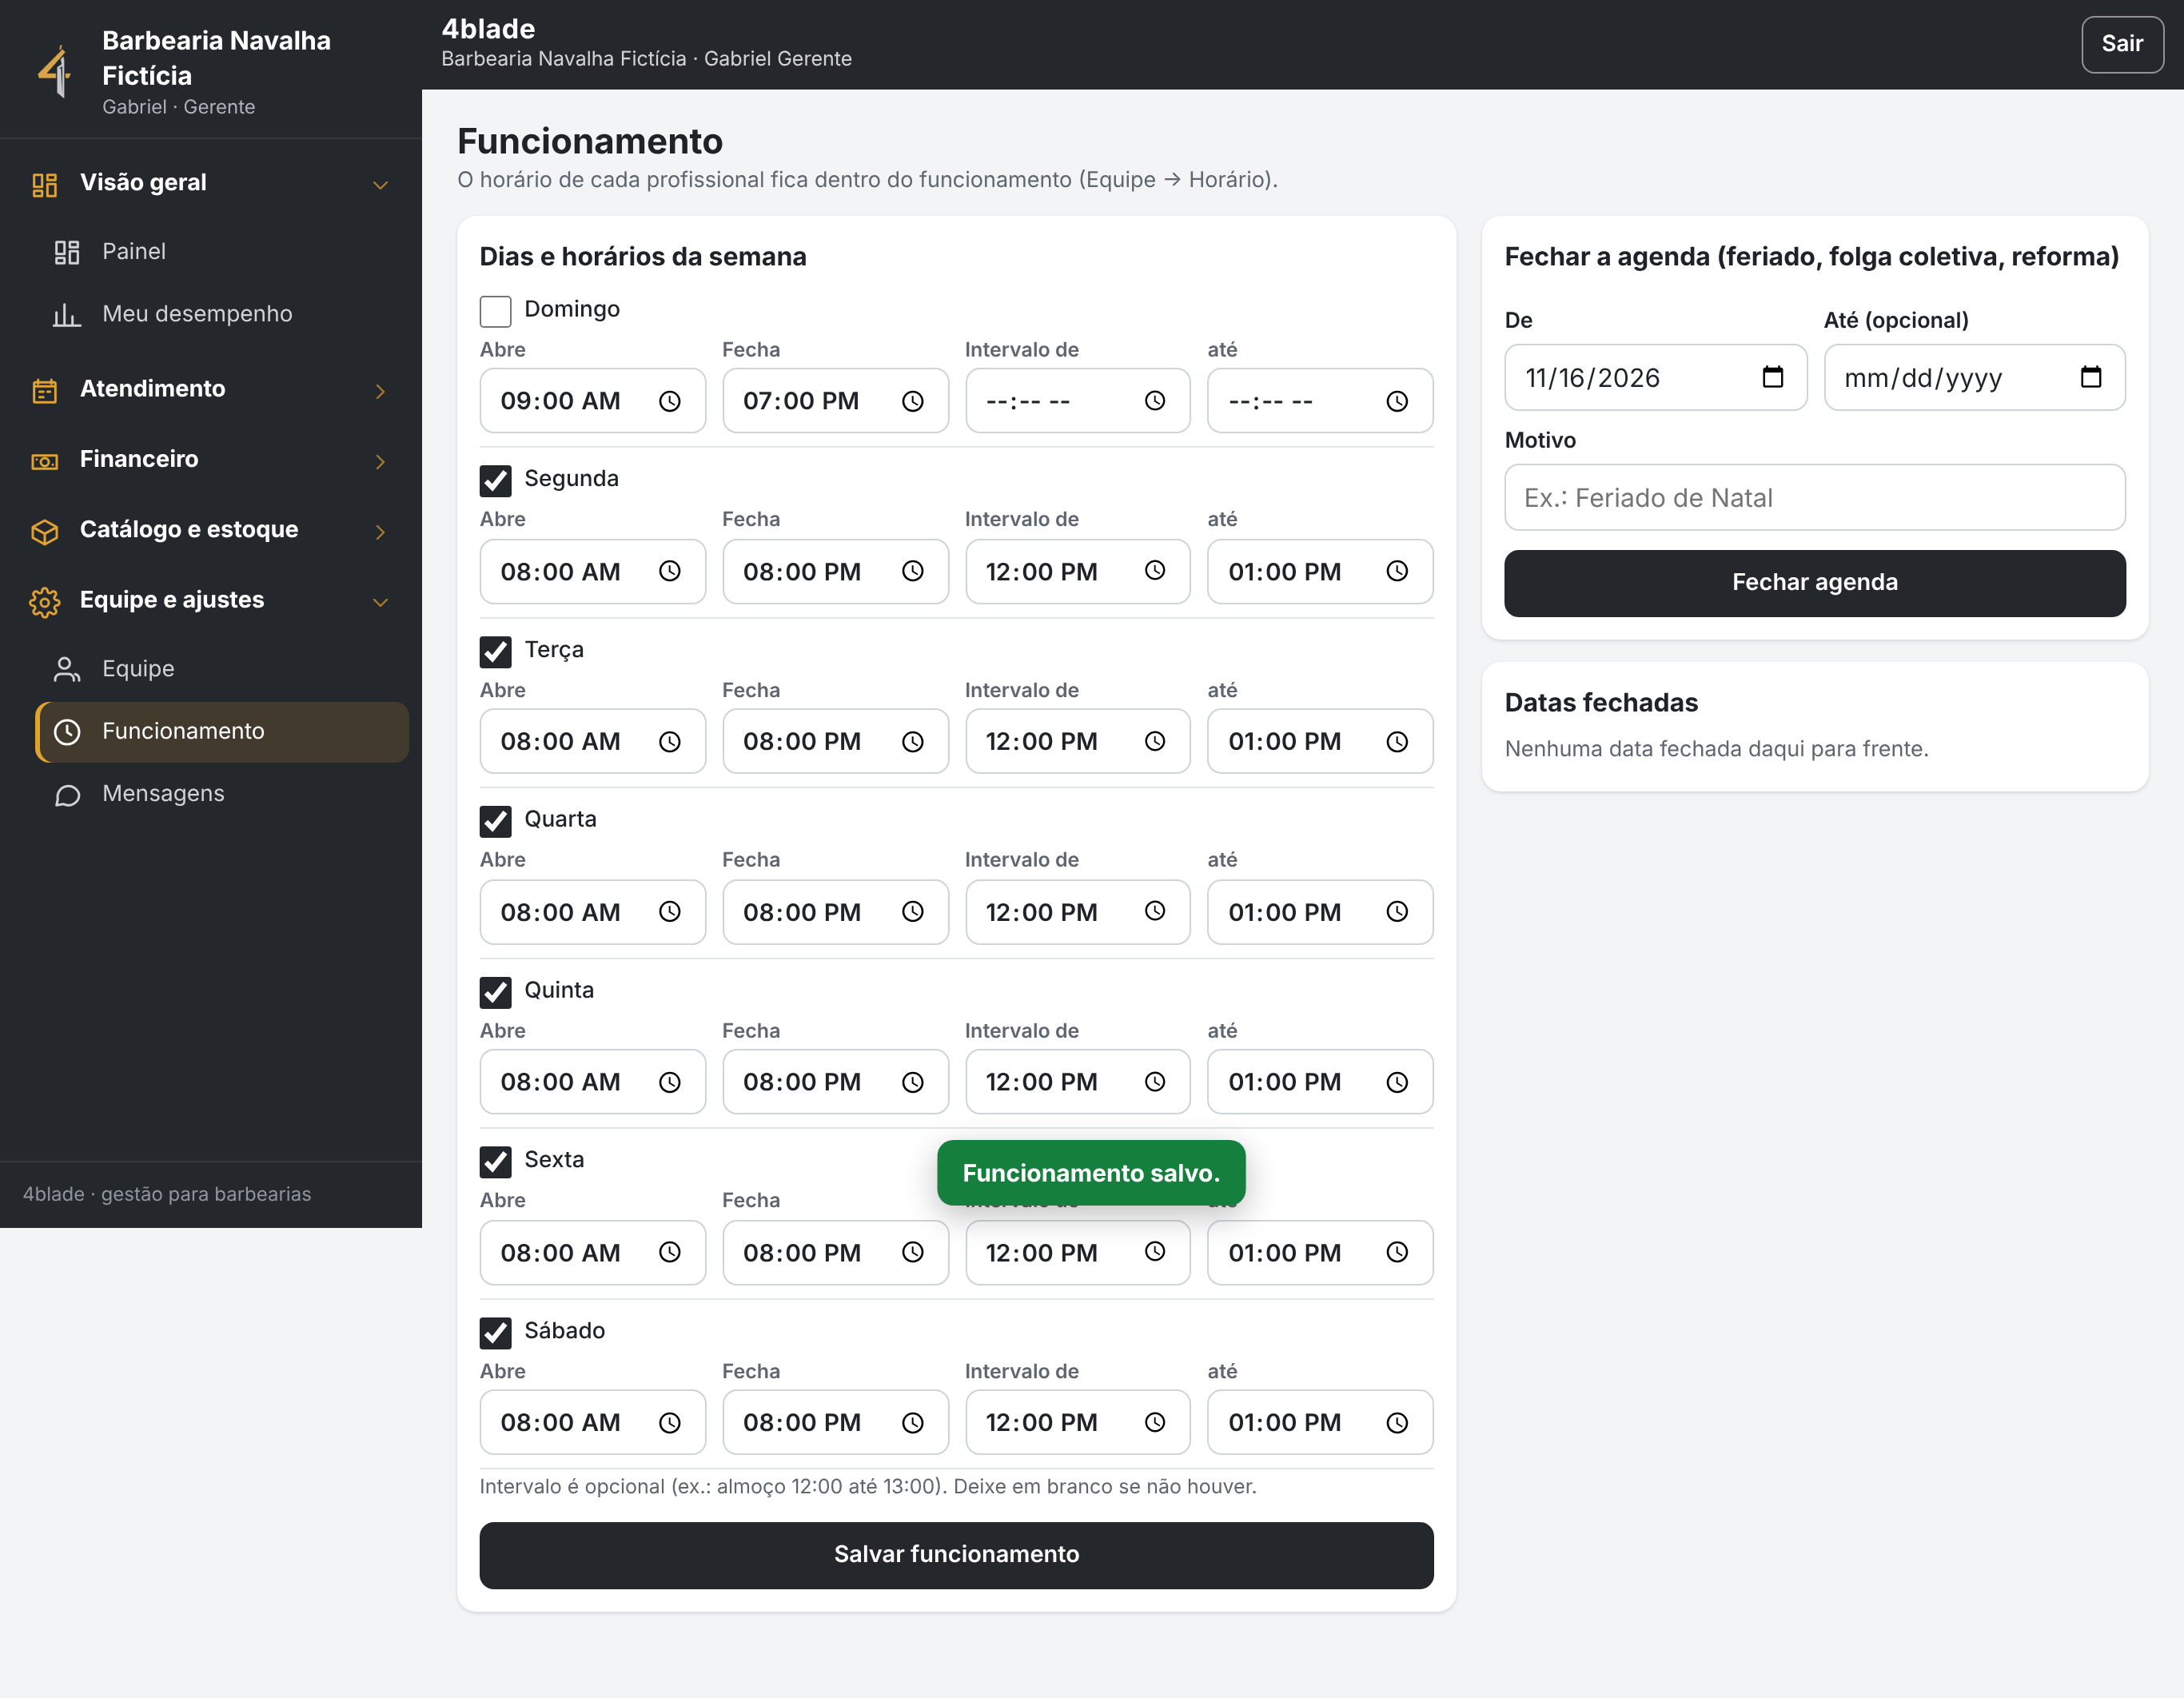 Barbearia Navalha
Fictícia
Gabriel · Gerente
Visão geral
Painel
Meu desempenho
Atendimento
Financeiro
Catálogo e estoque
Equipe e ajustes
Equipe
Funcionamento
Mensagens
4blade · gestão para barbearias
4blade
Barbearia Navalha Fictícia · Gabriel Gerente
Sair
Funcionamento
O horário de cada profissional fica dentro do funcionamento (Equipe → Horário).
Dias e horários da semana
Domingo
Abre Fecha Intervalo de até
09:00 AM 07:00 PM --:-- -- --:-- --
Segunda
Abre Fecha Intervalo de até
08:00 AM 08:00 PM 12:00 PM 01:00 PM
Terça
Abre Fecha Intervalo de até
08:00 AM 08:00 PM 12:00 PM 01:00 PM
Quarta
Abre Fecha Intervalo de até
08:00 AM 08:00 PM 12:00 PM 01:00 PM
Quinta
Abre Fecha Intervalo de até
08:00 AM 08:00 PM 12:00 PM 01:00 PM
Sexta
Funcionamento salvo.
Abre Fecha
08:00 AM 08:00 PM 12:00 PM 01:00 PM
Sábado
Abre Fecha Intervalo de até
08:00 AM 08:00 PM 12:00 PM 01:00 PM
Intervalo é opcional (ex.: almoço 12:00 até 13:00). Deixe em branco se não houver.
Salvar funcionamento
Fechar a agenda (feriado, folga coletiva, reforma)
De Até (opcional)
11/16/2026 mm/dd/yyyy
Motivo
Ex.: Feriado de Natal
Fechar agenda
Datas fechadas
Nenhuma data fechada daqui para frente.